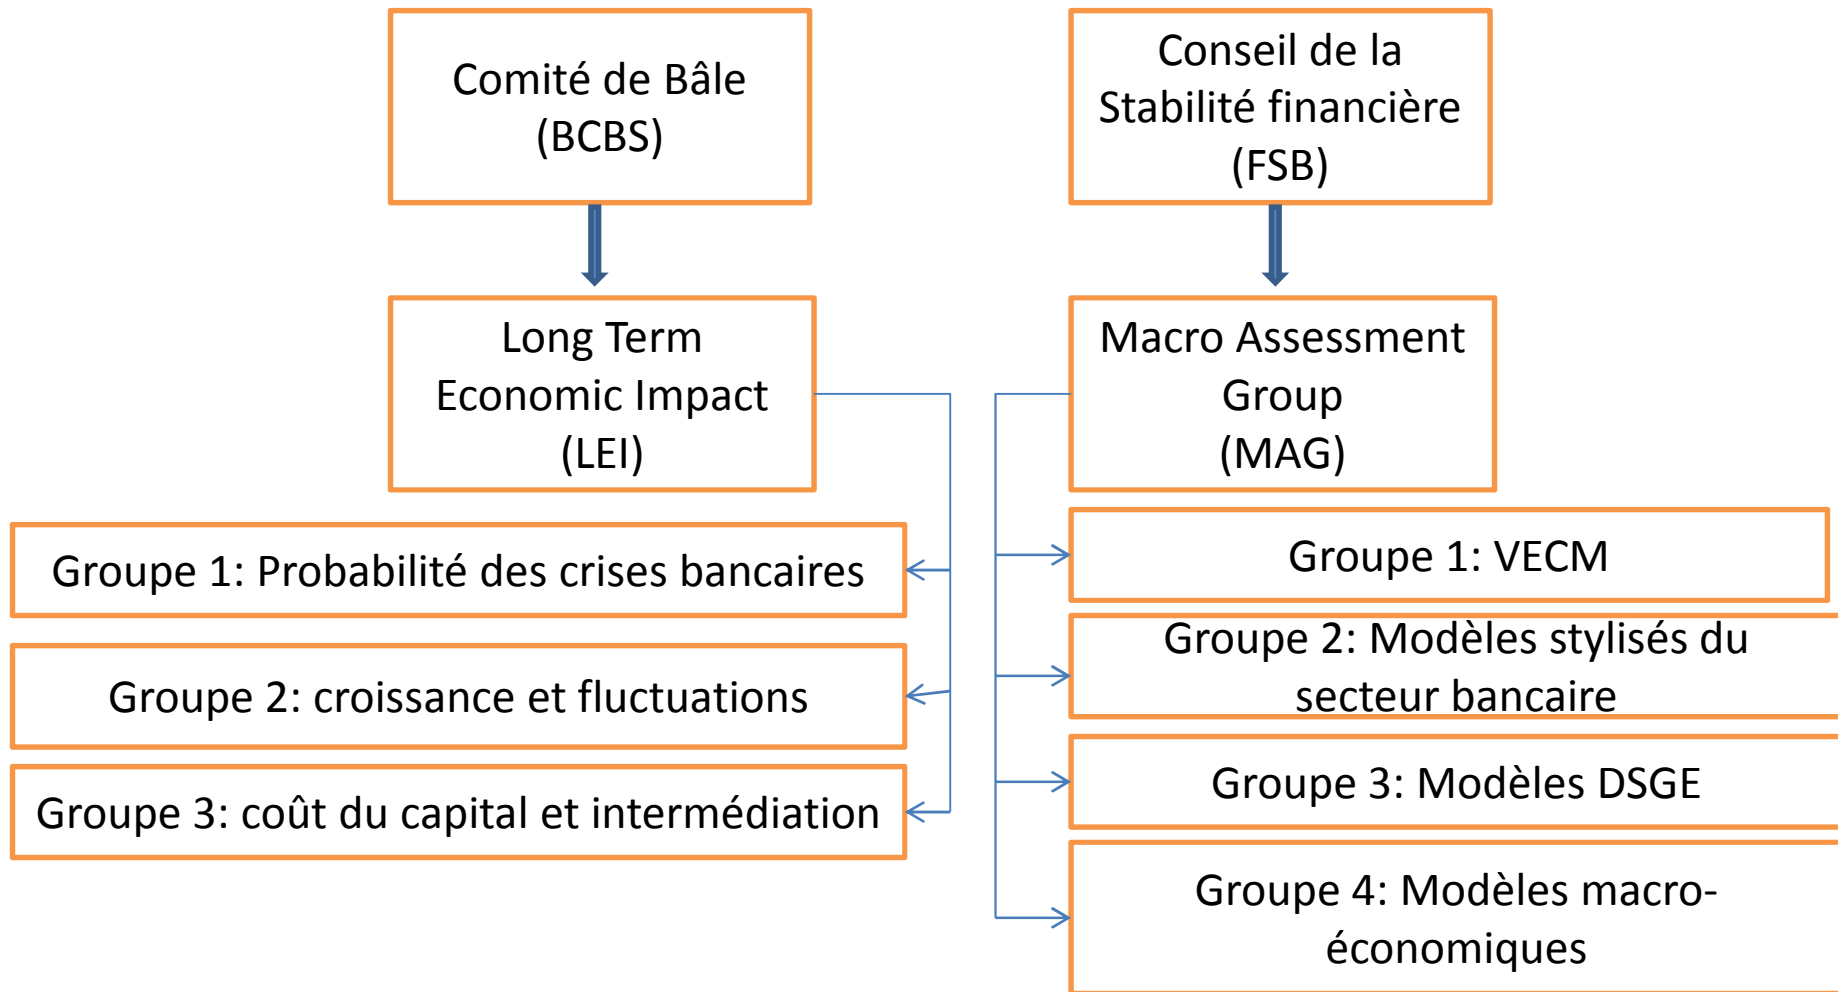 Comité de Bâle
(BCBS)
Conseil de la
Stabilité financière
(FSB)
Long Term
Economic Impact
(LEI)
Macro Assessment
Group
(MAG)
Groupe 1: Probabilité des crises bancaires
Groupe 2: croissance et fluctuations
Groupe 3: coût du capital et intermédiation
Groupe 1: VECM
Groupe 2: Modèles stylisés du
secteur bancaire
Groupe 3: Modèles DSGE
Groupe 4: Modèles macro-
économiques